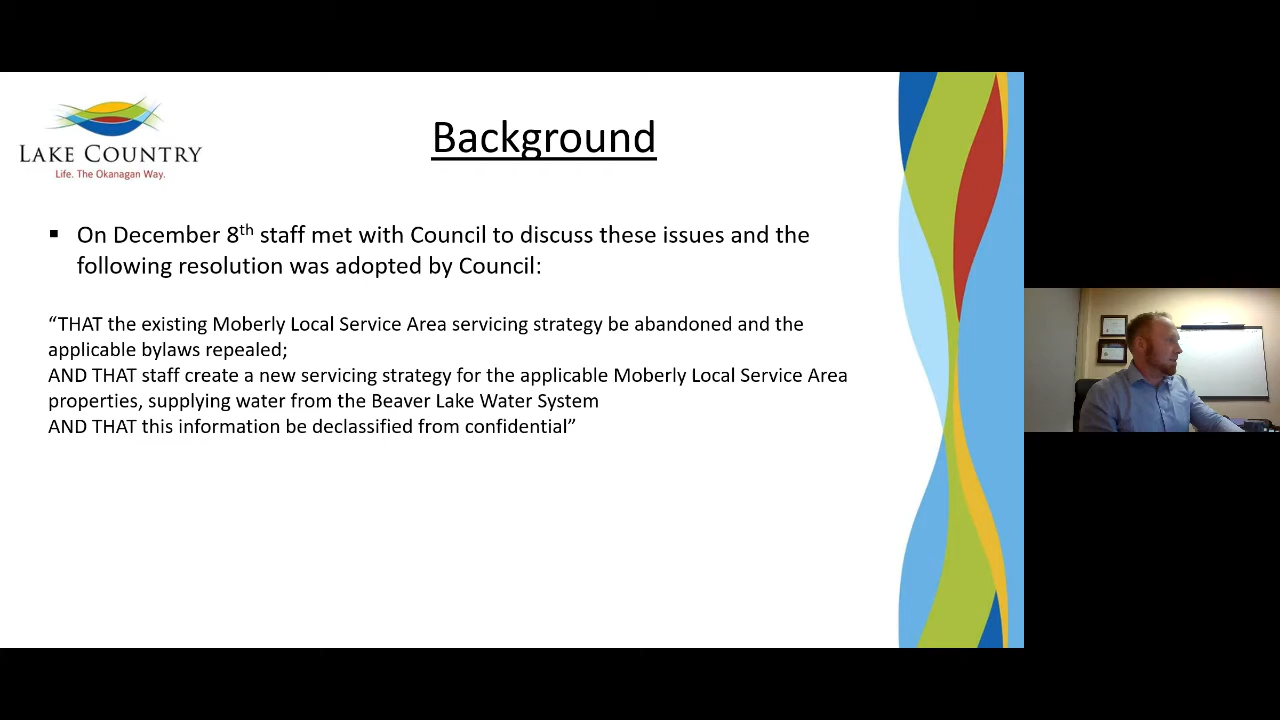 LAKE COUNTRY
Life. The Okanagan Way.
Background
▪ On December 8th staff met with Council to discuss these issues and the
following resolution was adopted by Council:
“THAT the existing Moberly Local Service Area servicing strategy be abandoned and the
applicable bylaws repealed;
AND THAT staff create a new servicing strategy for the applicable Moberly Local Service Area
properties, supplying water from the Beaver Lake Water System
AND THAT this information be declassified from confidential”